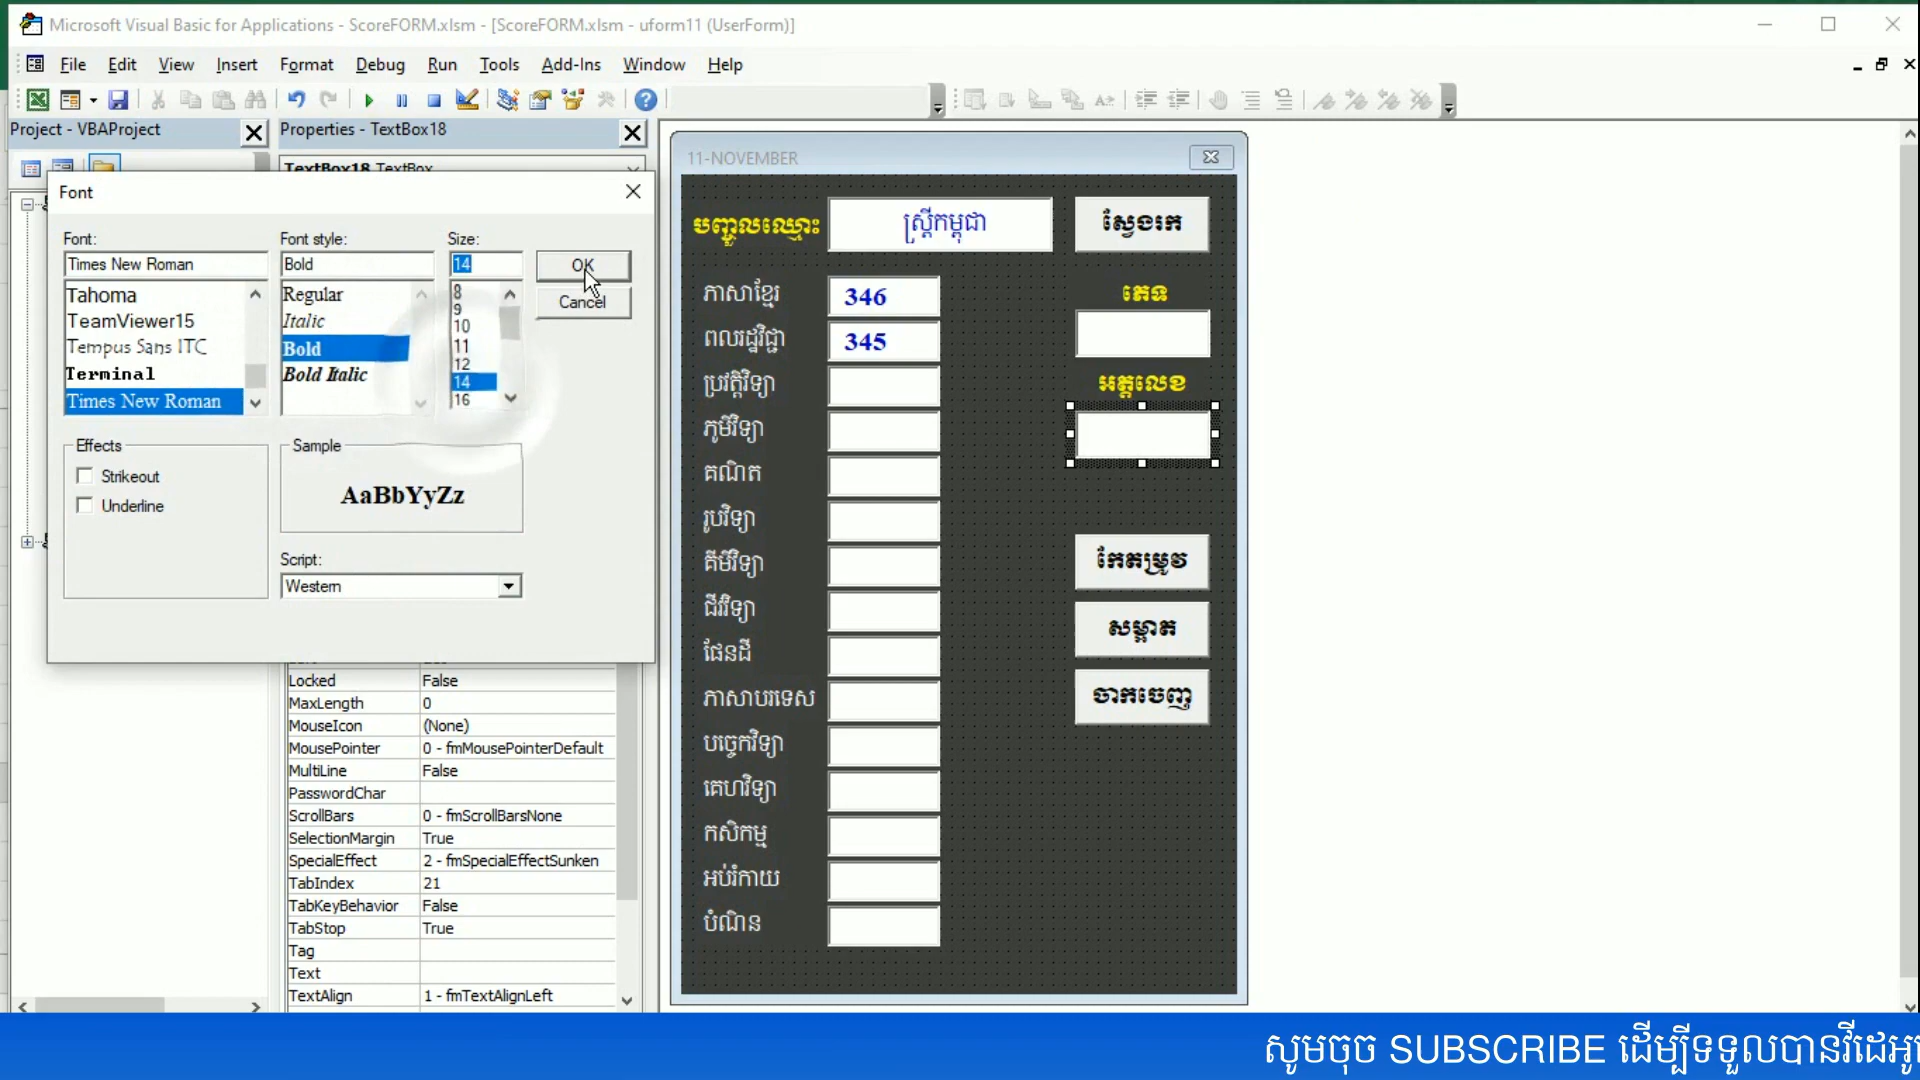 Microsoft Visual Basic for Applications - ScoreFORM.xlsm - [ScoreFORM.xlsm - uform11 (UserForm)]
File Edit View Insert Format Debug Run Tools Add-Ins Window Help
Project - VBAProject
Properties - TextBox18
TextBox18 TextBox
Font
Font:
Font style:
Size:
Times New Roman
Bold
14
OK
Cancel
Tahoma
TeamViewer15
Tempus Sans ITC
Terminal
Times New Roman
Regular
Italic
Bold
Bold Italic
8
9
10
11
12
14
16
Effects
Strikeout
Underline
Sample
AaBbYyZz
Script:
Western
Locked False
MaxLength 0
MouseIcon (None)
MousePointer 0 - fmMousePointerDefault
MultiLine False
PasswordChar
ScrollBars 0 - fmScrollBarsNone
SelectionMargin True
SpecialEffect 2 - fmSpecialEffectSunken
TabIndex 21
TabKeyBehavior False
TabStop True
Tag
Text
TextAlign 1 - fmTextAlignLeft
11-NOVEMBER
បញ្ចូលឈ្មោះ ស្ត្រីកម្ពុជា ស្វែងរក
ភាសាខ្មែរ 346
ពលរដ្ឋវិជ្ជា 345
ប្រវត្តិវិទ្យា
ភូមិវិទ្យា
គណិត
រូបវិទ្យា
គីមីវិទ្យា
ជីវវិទ្យា
ផែនដី
ភាសាបរទេស
បច្ចេកវិទ្យា
គេហវិទ្យា
កសិកម្ម
អប់រំកាយ
បំណិន
ភេទ
អត្តលេខ
កែតម្រូវ
សម្អាត
ចាកចេញ
សូមចុច SUBSCRIBE ដើម្បីទទួលបានវីដេអូ